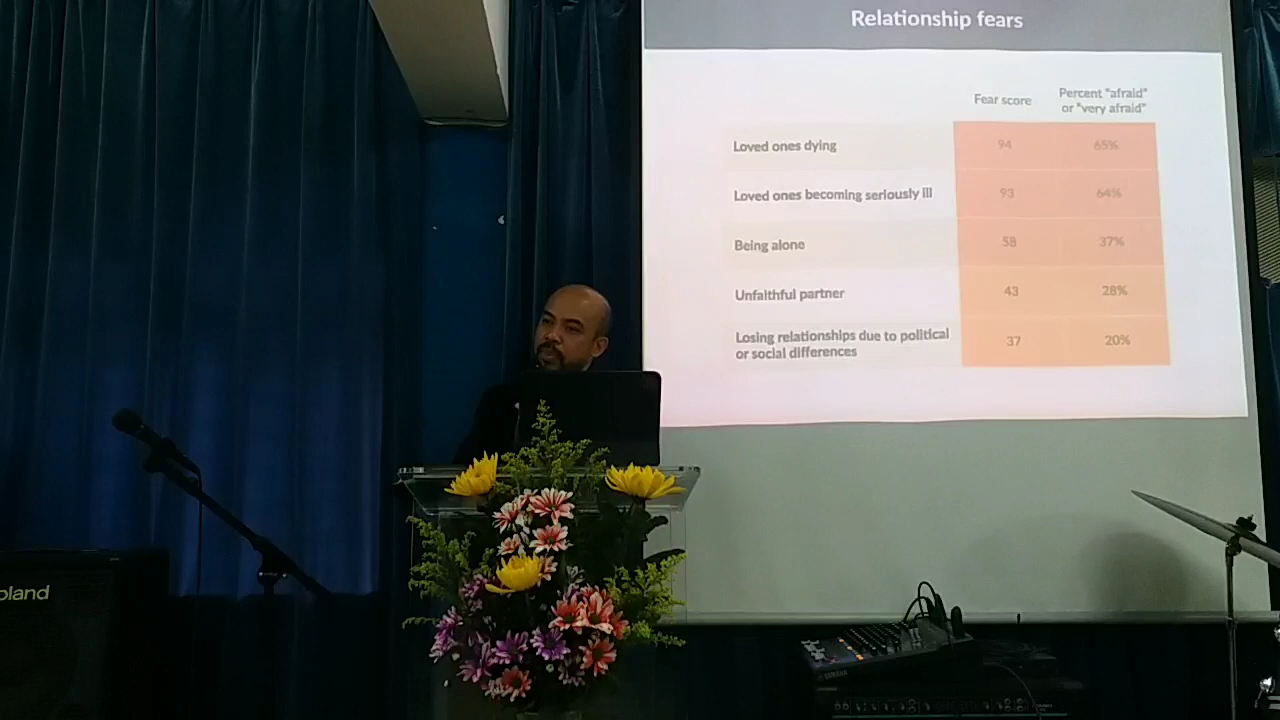 Relationship fears
Fear score
Percent "afraid"
or "very afraid"
Loved ones dying 94 65%
Loved ones becoming seriously ill 93 64%
Being alone 58 37%
Unfaithful partner 43 28%
Losing relationships due to political
or social differences 37 20%
oland
YAMAHA